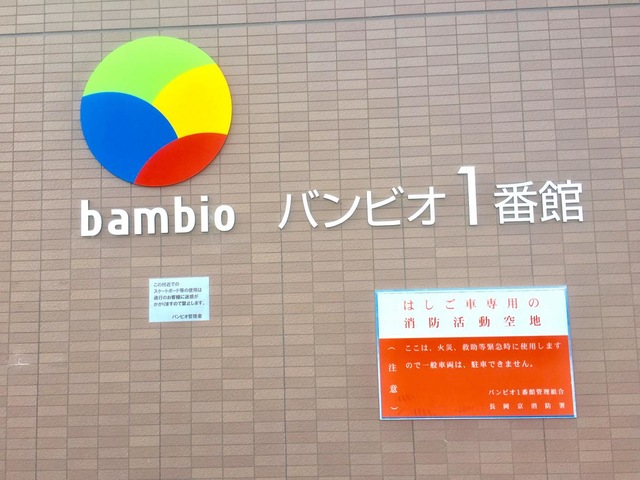 bambio
バンビオ1番館
この付近での
スケートボード等の使用は
通行のお客様に迷惑が
かかりますので禁止します。
バンビオ管理室
はしご車専用の
消防活動空地
(注意)
ここは、火災、救助等緊急時に使用します
ので一般車両は、駐車できません。
バンビオ1番館管理組合
長岡京消防署